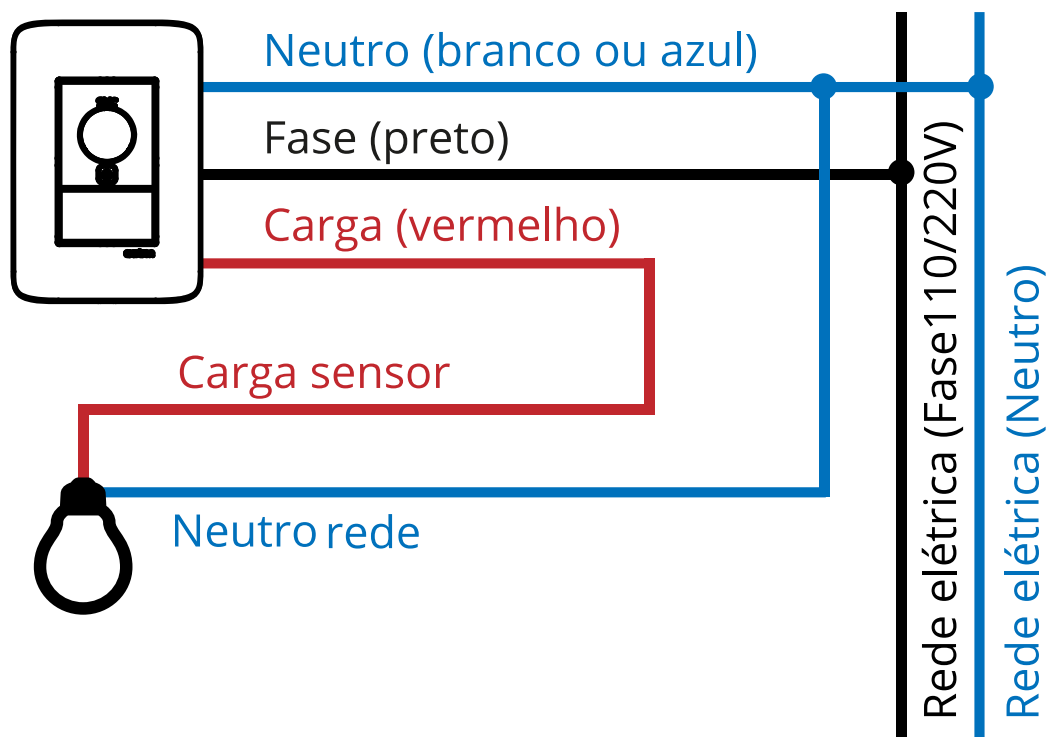 Neutro (branco ou azul)
Fase (preto)
Carga (vermelho)
Carga sensor
Neutro rede
Rede elétrica (Fase110/220V)
Rede elétrica (Neutro)